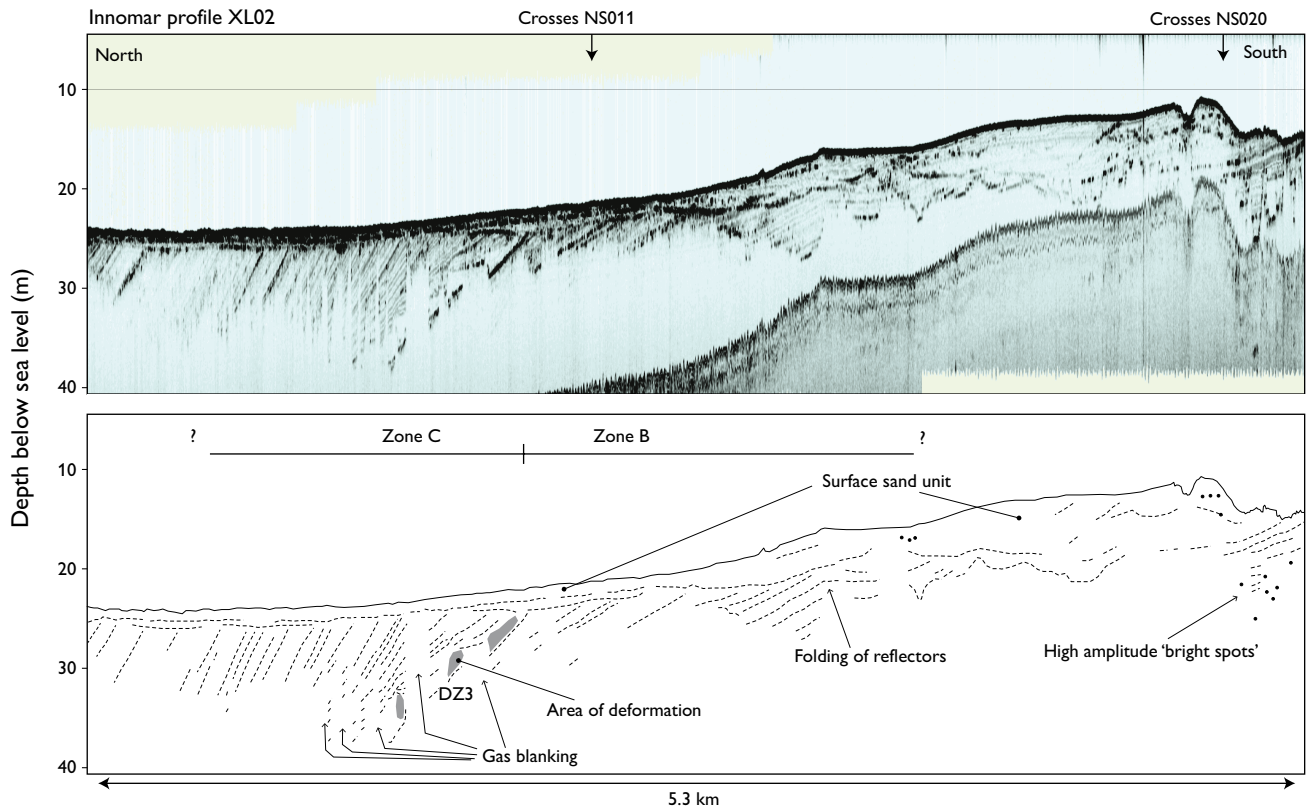 Innomar profile XL02
Crosses NS011
Crosses NS020
North
South
10
20
30
40
Depth below sea level (m)
?
Zone C
Zone B
?
10
Surface sand unit
20
Folding of reflectors
High amplitude ‘bright spots’
30
DZ3
Area of deformation
Gas blanking
40
5.3 km